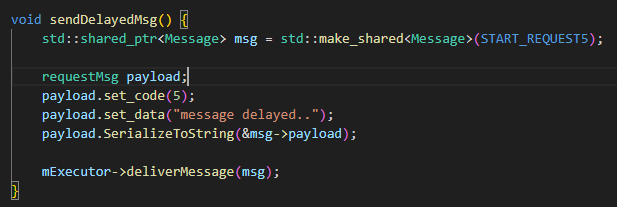 void sendDelayedMsg() {
    std::shared_ptr<Message> msg = std::make_shared<Message>(START_REQUEST5);

    requestMsg payload;
    payload.set_code(5);
    payload.set_data("message delayed..");
    payload.SerializeToString(&msg->payload);

    mExecutor->deliverMessage(msg);
}